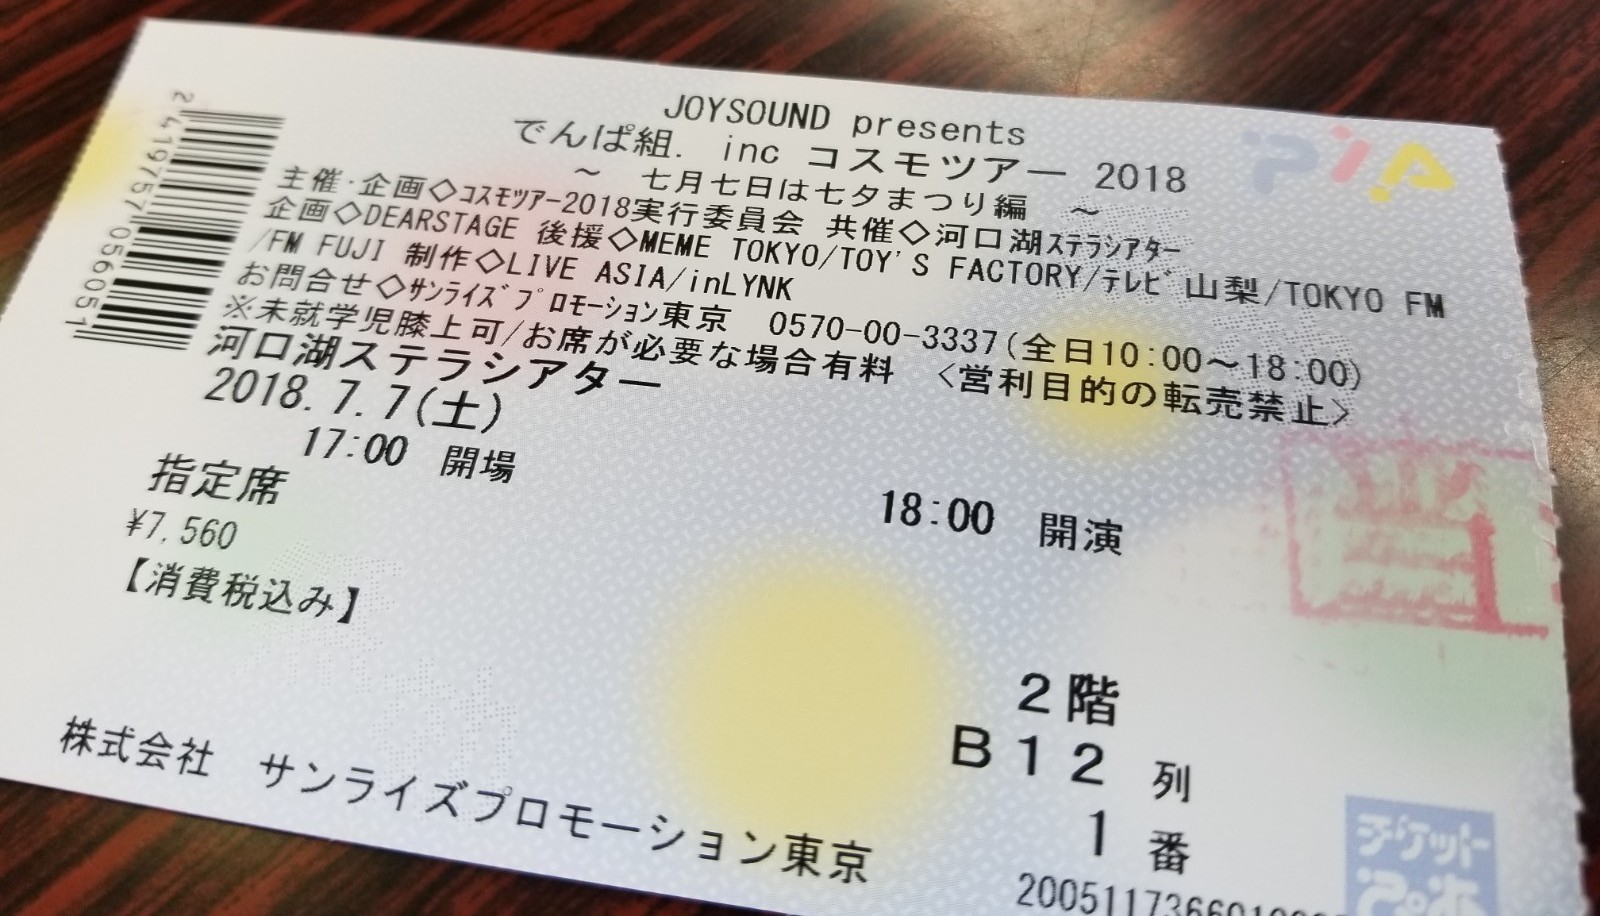 JOYSOUND presents
でんぱ組. inc コスモツアー 2018
～ 七月七日は七夕まつり編 ～
主催・企画◇コスモツアー2018実行委員会 共催◇河口湖ステラシアター
企画◇DEARSTAGE 後援◇MEME TOKYO/TOY'S FACTORY/テレビ山梨/TOKYO FM
/FM FUJI 制作◇LIVE ASIA/inLYNK
お問合せ◇サンライズプロモーション東京 0570-00-3337(全日10:00～18:00)
※未就学児膝上可/お席が必要な場合有料 <営利目的の転売禁止>
河口湖ステラシアター
2018. 7. 7(土)
17:00 開場
18:00 開演
指定席
¥7,560
【消費税込み】
2階
B12 列
1 番
株式会社 サンライズプロモーション東京
2419757056051
PIA
チケット
ぴあ